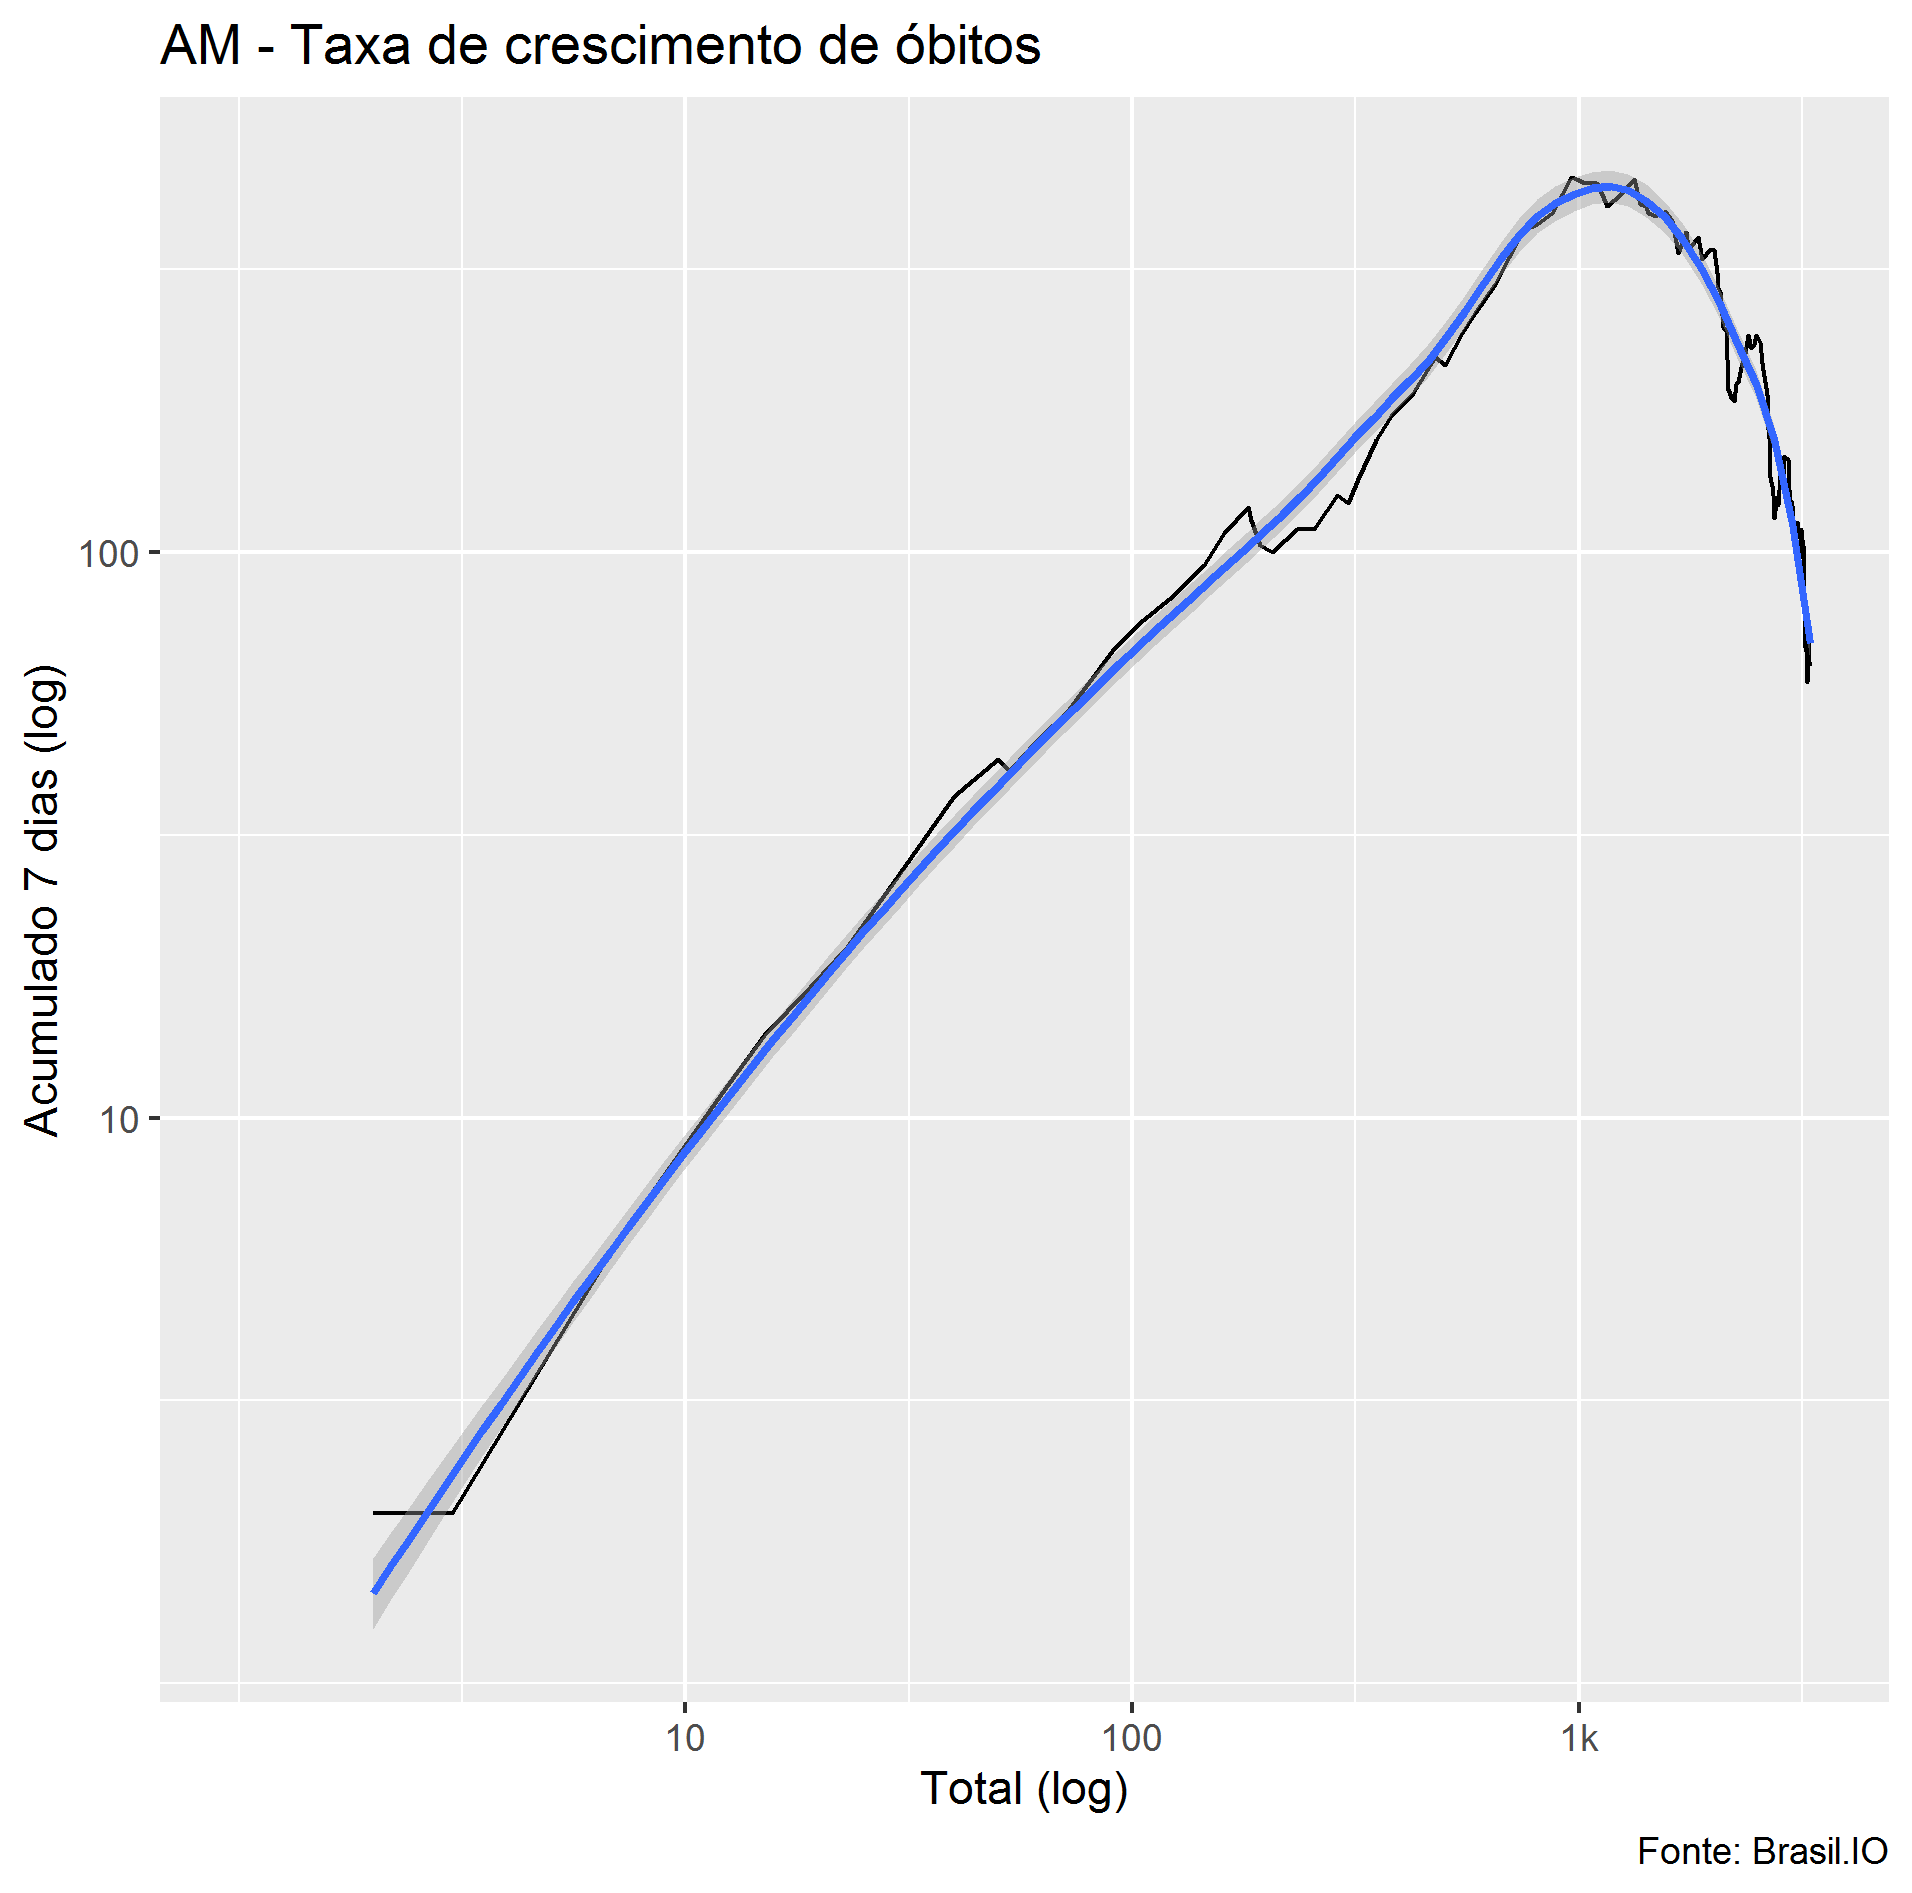 AM - Taxa de crescimento de óbitos
Acumulado 7 dias (log)
100
10
10
100
1k
Total (log)
Fonte: Brasil.IO